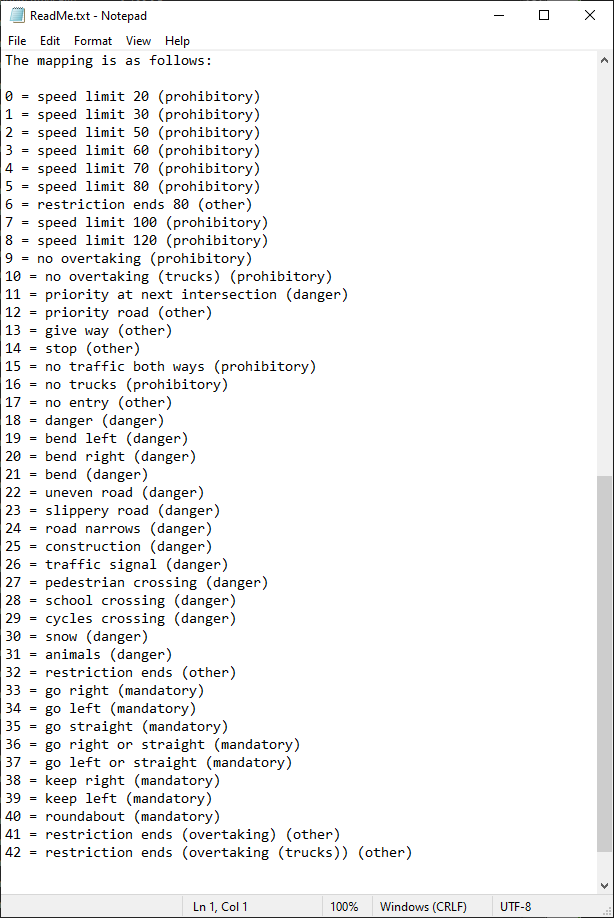 ReadMe.txt - Notepad
File Edit Format View Help
The mapping is as follows:
0 = speed limit 20 (prohibitory)
1 = speed limit 30 (prohibitory)
2 = speed limit 50 (prohibitory)
3 = speed limit 60 (prohibitory)
4 = speed limit 70 (prohibitory)
5 = speed limit 80 (prohibitory)
6 = restriction ends 80 (other)
7 = speed limit 100 (prohibitory)
8 = speed limit 120 (prohibitory)
9 = no overtaking (prohibitory)
10 = no overtaking (trucks) (prohibitory)
11 = priority at next intersection (danger)
12 = priority road (other)
13 = give way (other)
14 = stop (other)
15 = no traffic both ways (prohibitory)
16 = no trucks (prohibitory)
17 = no entry (other)
18 = danger (danger)
19 = bend left (danger)
20 = bend right (danger)
21 = bend (danger)
22 = uneven road (danger)
23 = slippery road (danger)
24 = road narrows (danger)
25 = construction (danger)
26 = traffic signal (danger)
27 = pedestrian crossing (danger)
28 = school crossing (danger)
29 = cycles crossing (danger)
30 = snow (danger)
31 = animals (danger)
32 = restriction ends (other)
33 = go right (mandatory)
34 = go left (mandatory)
35 = go straight (mandatory)
36 = go right or straight (mandatory)
37 = go left or straight (mandatory)
38 = keep right (mandatory)
39 = keep left (mandatory)
40 = roundabout (mandatory)
41 = restriction ends (overtaking) (other)
42 = restriction ends (overtaking (trucks)) (other)
Ln 1, Col 1 100% Windows (CRLF) UTF-8